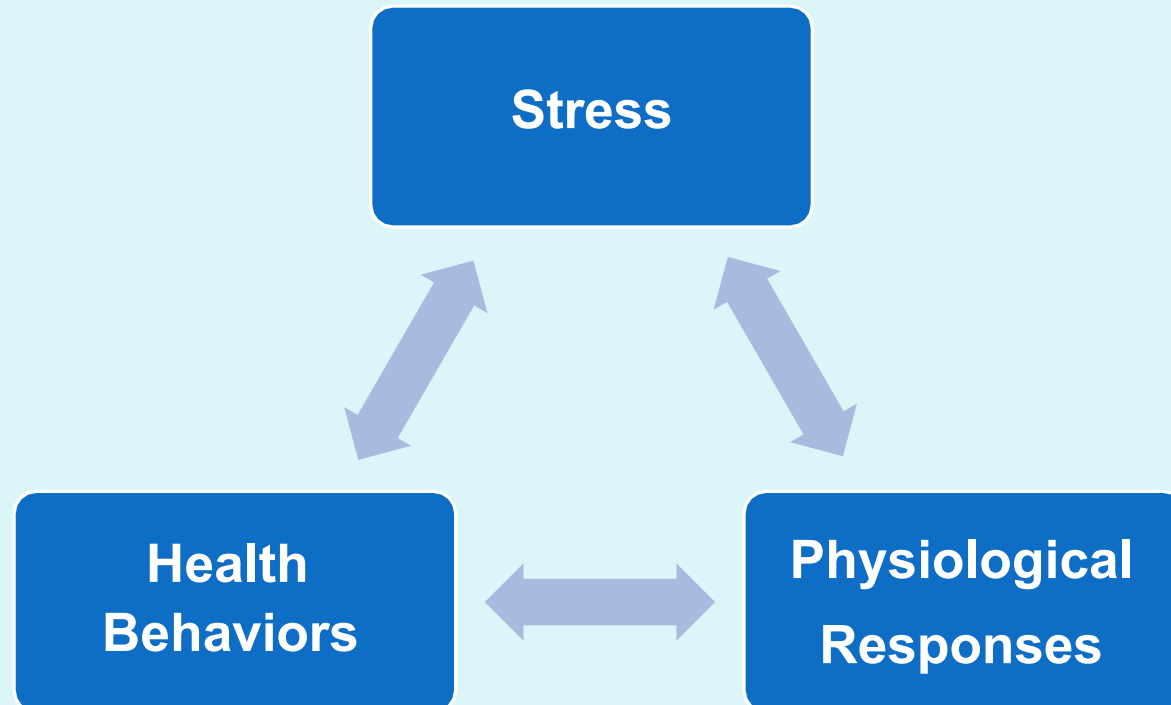 Stress
Health
Behaviors
Physiological
Responses